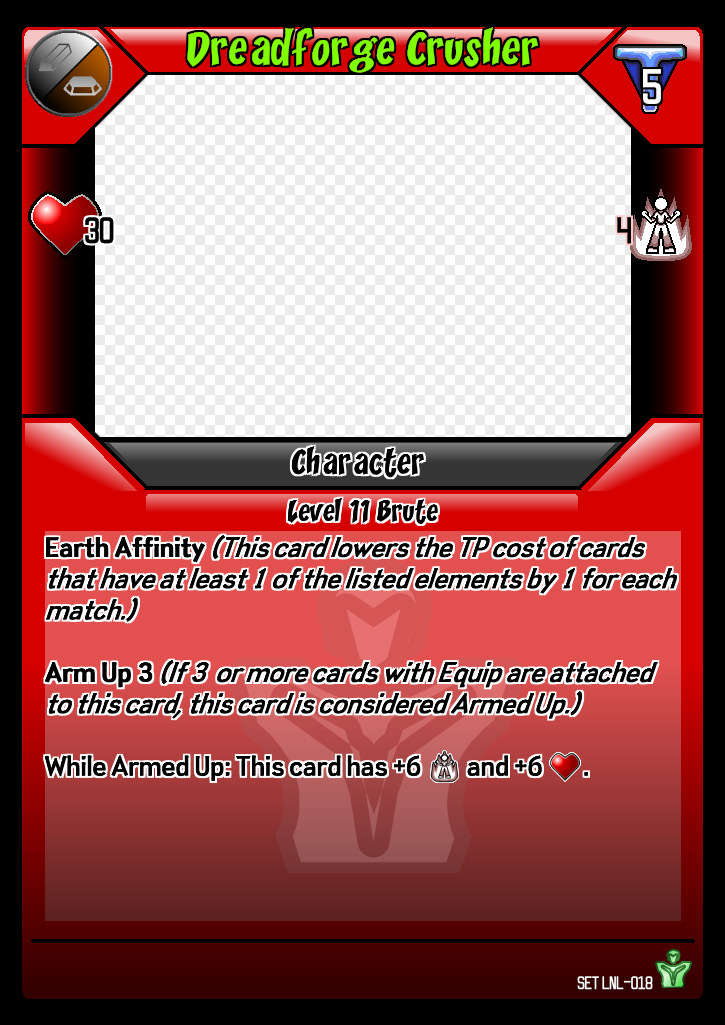 Dreadforge Crusher
5
30
4
Character
Level 11 Brute
Earth Affinity (This card lowers the TP cost of cards
that have at least 1 of the listed elements by 1 for each
match.)
Arm Up 3 (If 3 or more cards with Equip are attached
to this card, this card is considered Armed Up.)
While Armed Up: This card has +6 and +6 .
SET LNL-018